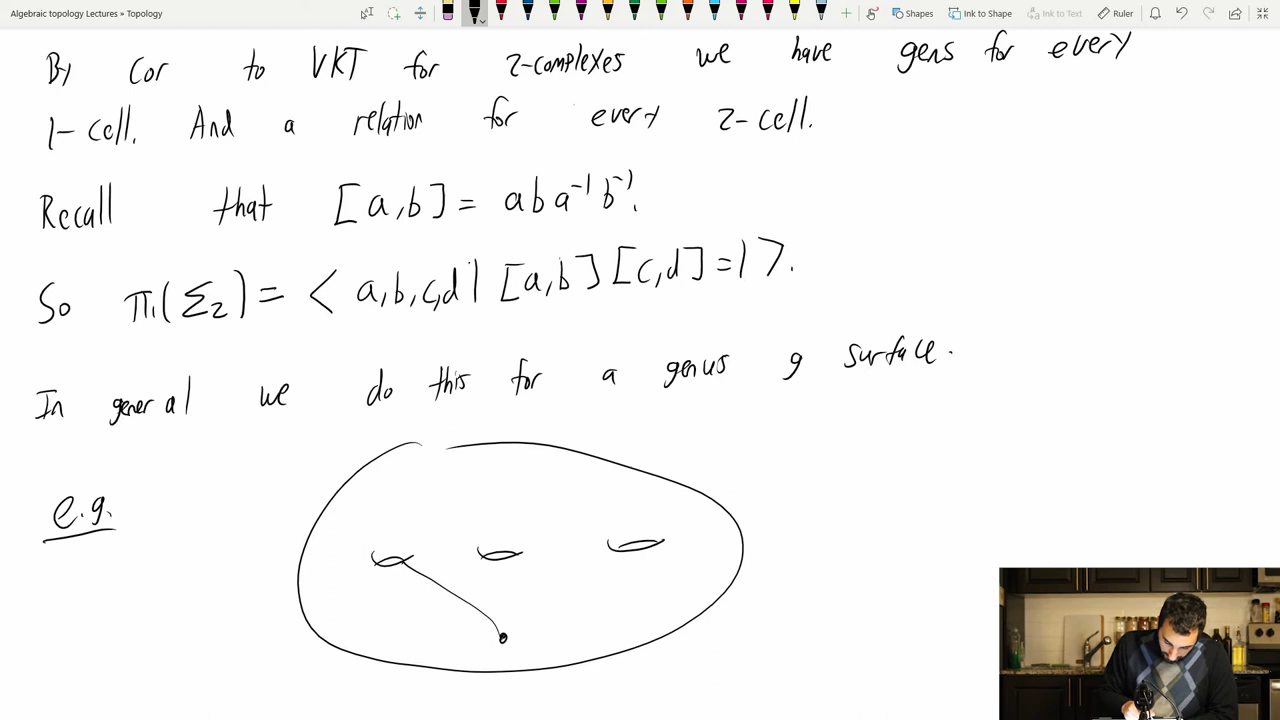 Algebraic topology Lectures » Topology
Shapes
Ink to Shape
Ink to Text
Ruler
By Cor to VKT for 2-complexes we have gens for every
1-cell. And a relation for every 2-cell.
Recall that [a,b] = aba⁻¹b⁻¹.
So π₁(Σ₂) = < a,b,c,d | [a,b][c,d]=1 >.
In general we do this for a genus g surface.
e.g.